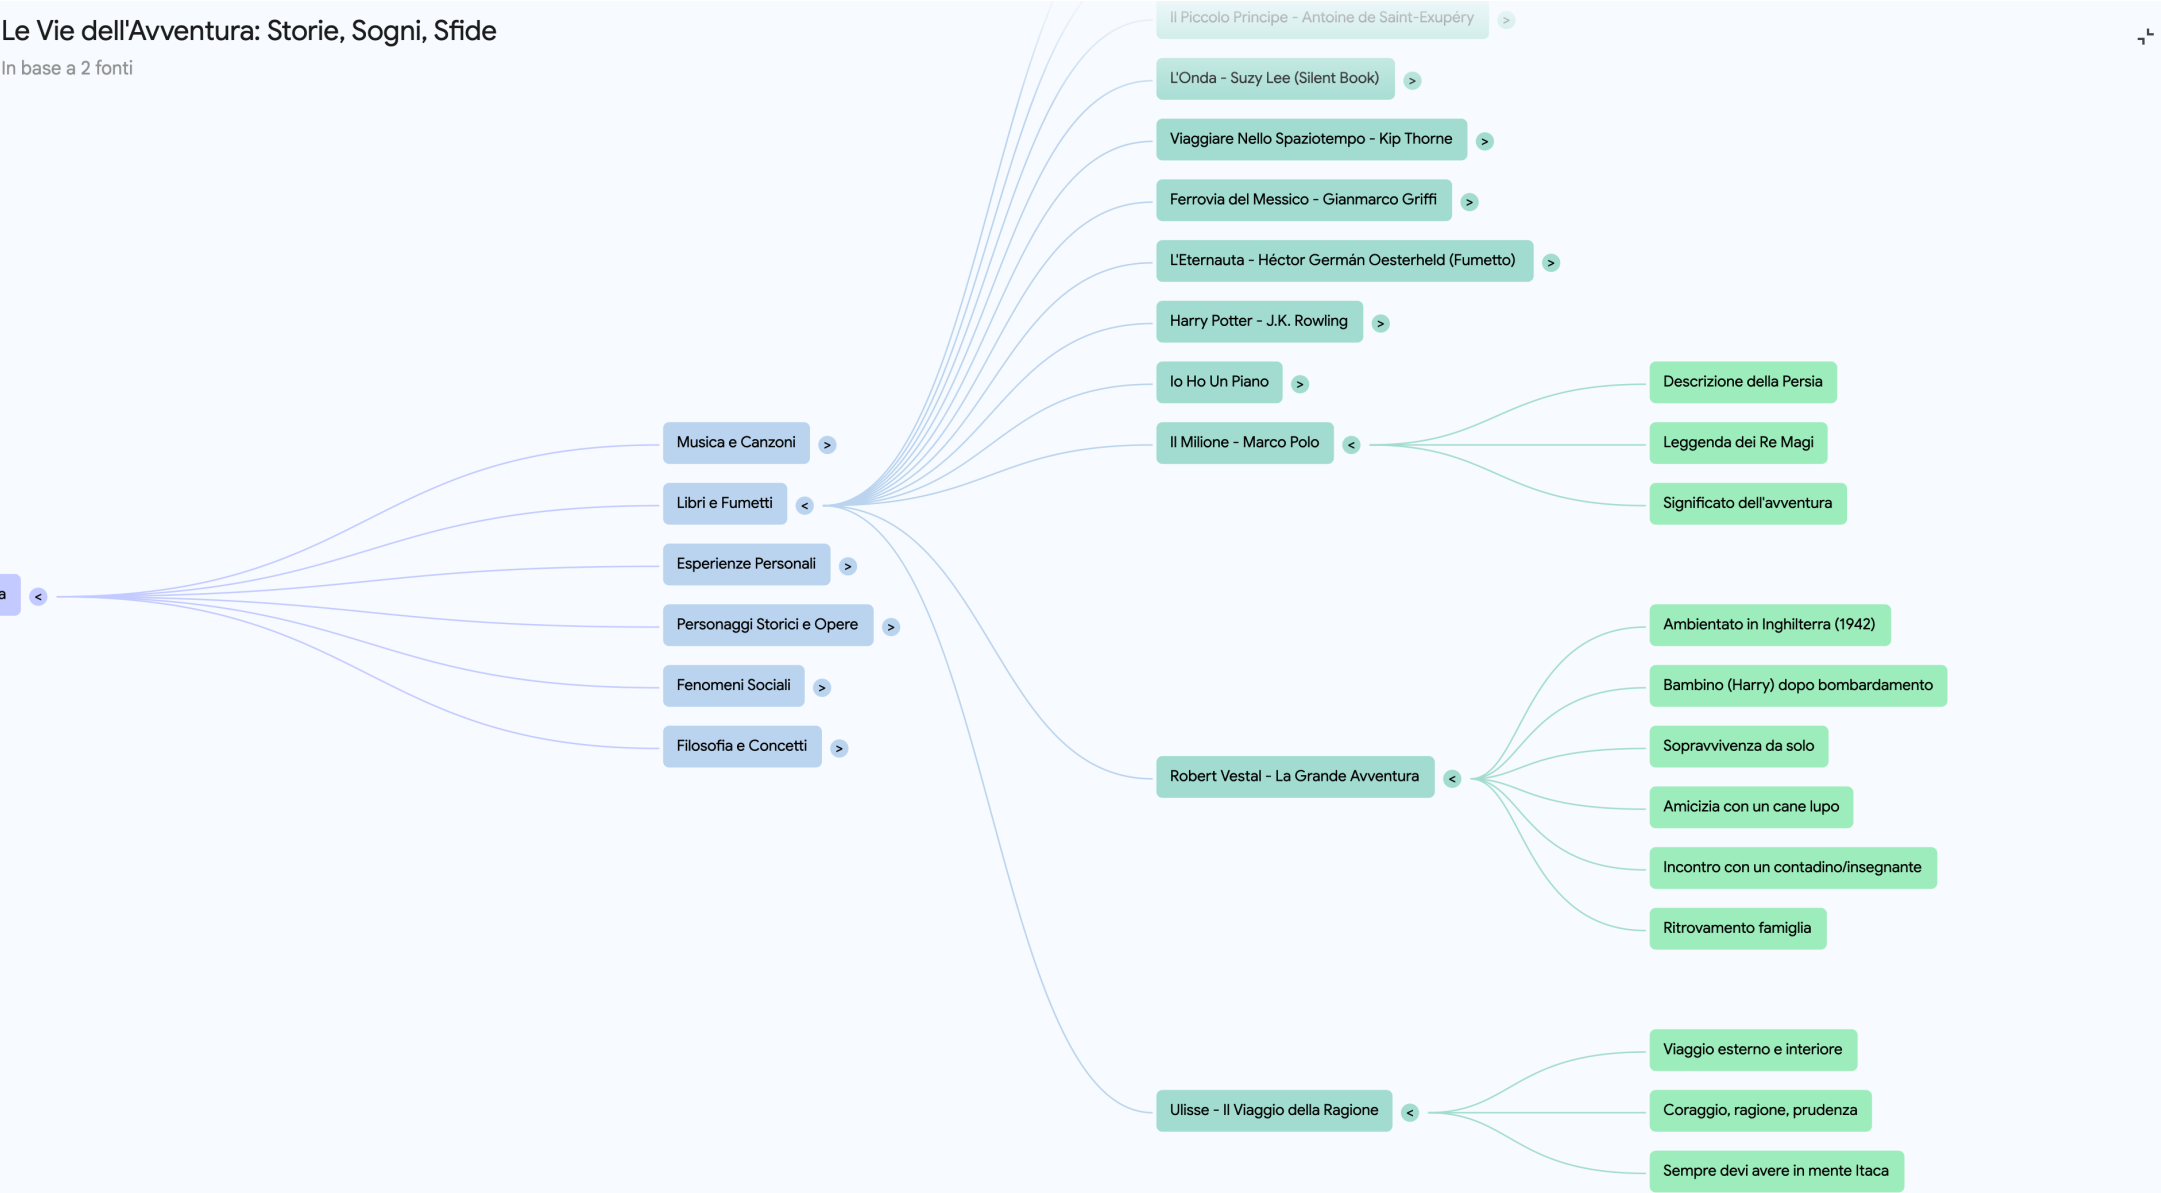 Le Vie dell'Avventura: Storie, Sogni, Sfide
In base a 2 fonti
a
<
Musica e Canzoni
>
Libri e Fumetti
<
Esperienze Personali
>
Personaggi Storici e Opere
>
Fenomeni Sociali
>
Filosofia e Concetti
>
Il Piccolo Principe - Antoine de Saint-Exupéry
>
L'Onda - Suzy Lee (Silent Book)
>
Viaggiare Nello Spaziotempo - Kip Thorne
>
Ferrovia del Messico - Gianmarco Griffi
>
L'Eternauta - Héctor Germán Oesterheld (Fumetto)
>
Harry Potter - J.K. Rowling
>
Io Ho Un Piano
>
Il Milione - Marco Polo
<
Descrizione della Persia
Leggenda dei Re Magi
Significato dell'avventura
Robert Vestal - La Grande Avventura
<
Ambientato in Inghilterra (1942)
Bambino (Harry) dopo bombardamento
Sopravvivenza da solo
Amicizia con un cane lupo
Incontro con un contadino/insegnante
Ritrovamento famiglia
Ulisse - Il Viaggio della Ragione
<
Viaggio esterno e interiore
Coraggio, ragione, prudenza
Sempre devi avere in mente Itaca